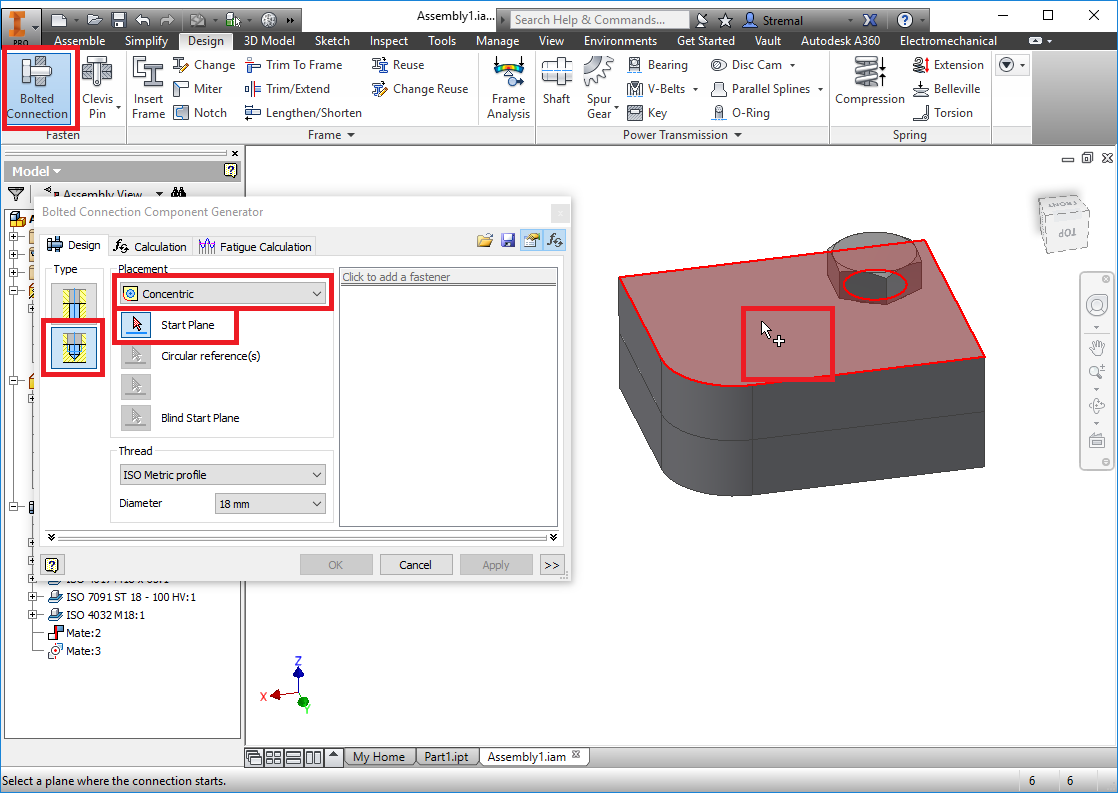 Assembly1.ia...
Search Help & Commands...
Stremal
PRO
Assemble Simplify Design 3D Model Sketch Inspect Tools Manage View Environments Get Started Vault Autodesk A360 Electromechanical
Bolted Connection
Clevis Pin
Fasten
Insert Frame
Change
Miter
Notch
Trim To Frame
Trim/Extend
Lengthen/Shorten
Reuse
Change Reuse
Frame
Frame Analysis
Shaft
Spur Gear
Bearing
V-Belts
Key
Disc Cam
Parallel Splines
O-Ring
Power Transmission
Compression
Extension
Belleville
Torsion
Spring
Model
Assembly View
Bolted Connection Component Generator
Design Calculation Fatigue Calculation
Type
Placement
Concentric
Start Plane
Circular reference(s)
Blind Start Plane
Thread
ISO Metric profile
Diameter
18 mm
Click to add a fastener
OK Cancel Apply >>
ISO 7091 ST 18 - 100 HV:1
ISO 4032 M18:1
Mate:2
Mate:3
FRONT
TOP
Z
X
Y
My Home Part1.ipt Assembly1.iam
Select a plane where the connection starts.
6 6